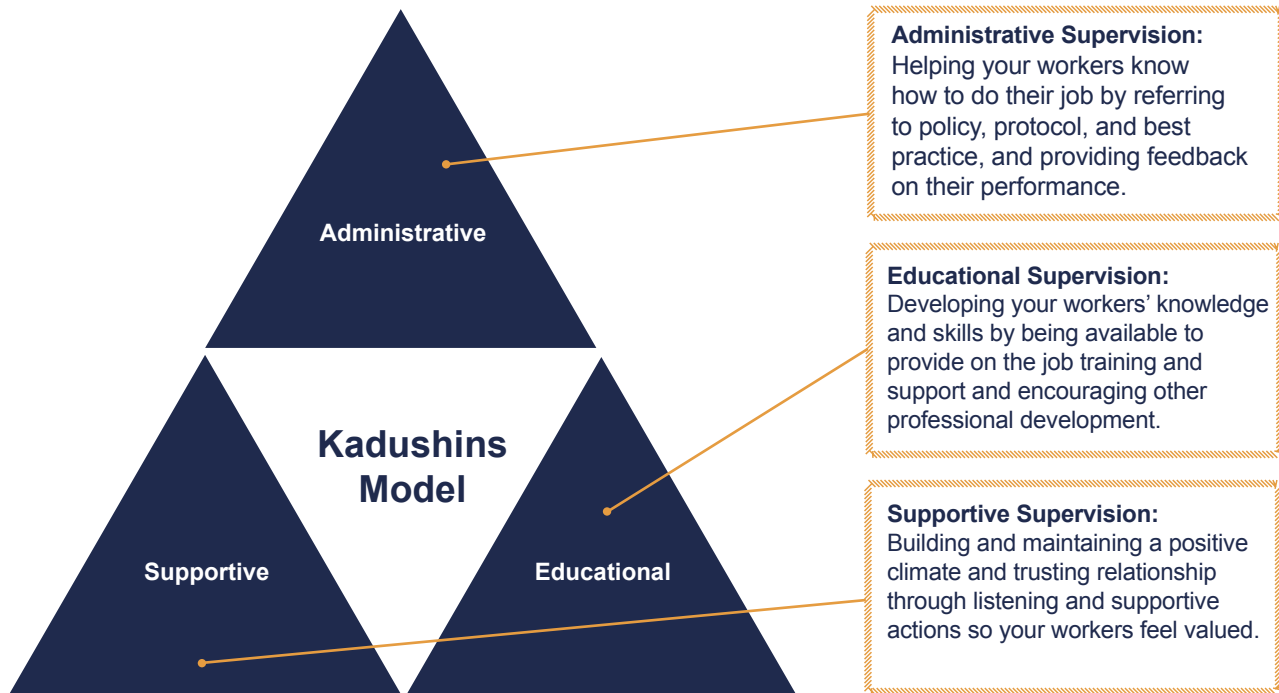 Administrative
Kadushins
Model
Supportive
Educational
Administrative Supervision:
Helping your workers know
how to do their job by referring
to policy, protocol, and best
practice, and providing feedback
on their performance.
Educational Supervision:
Developing your workers’ knowledge
and skills by being available to
provide on the job training and
support and encouraging other
professional development.
Supportive Supervision:
Building and maintaining a positive
climate and trusting relationship
through listening and supportive
actions so your workers feel valued.